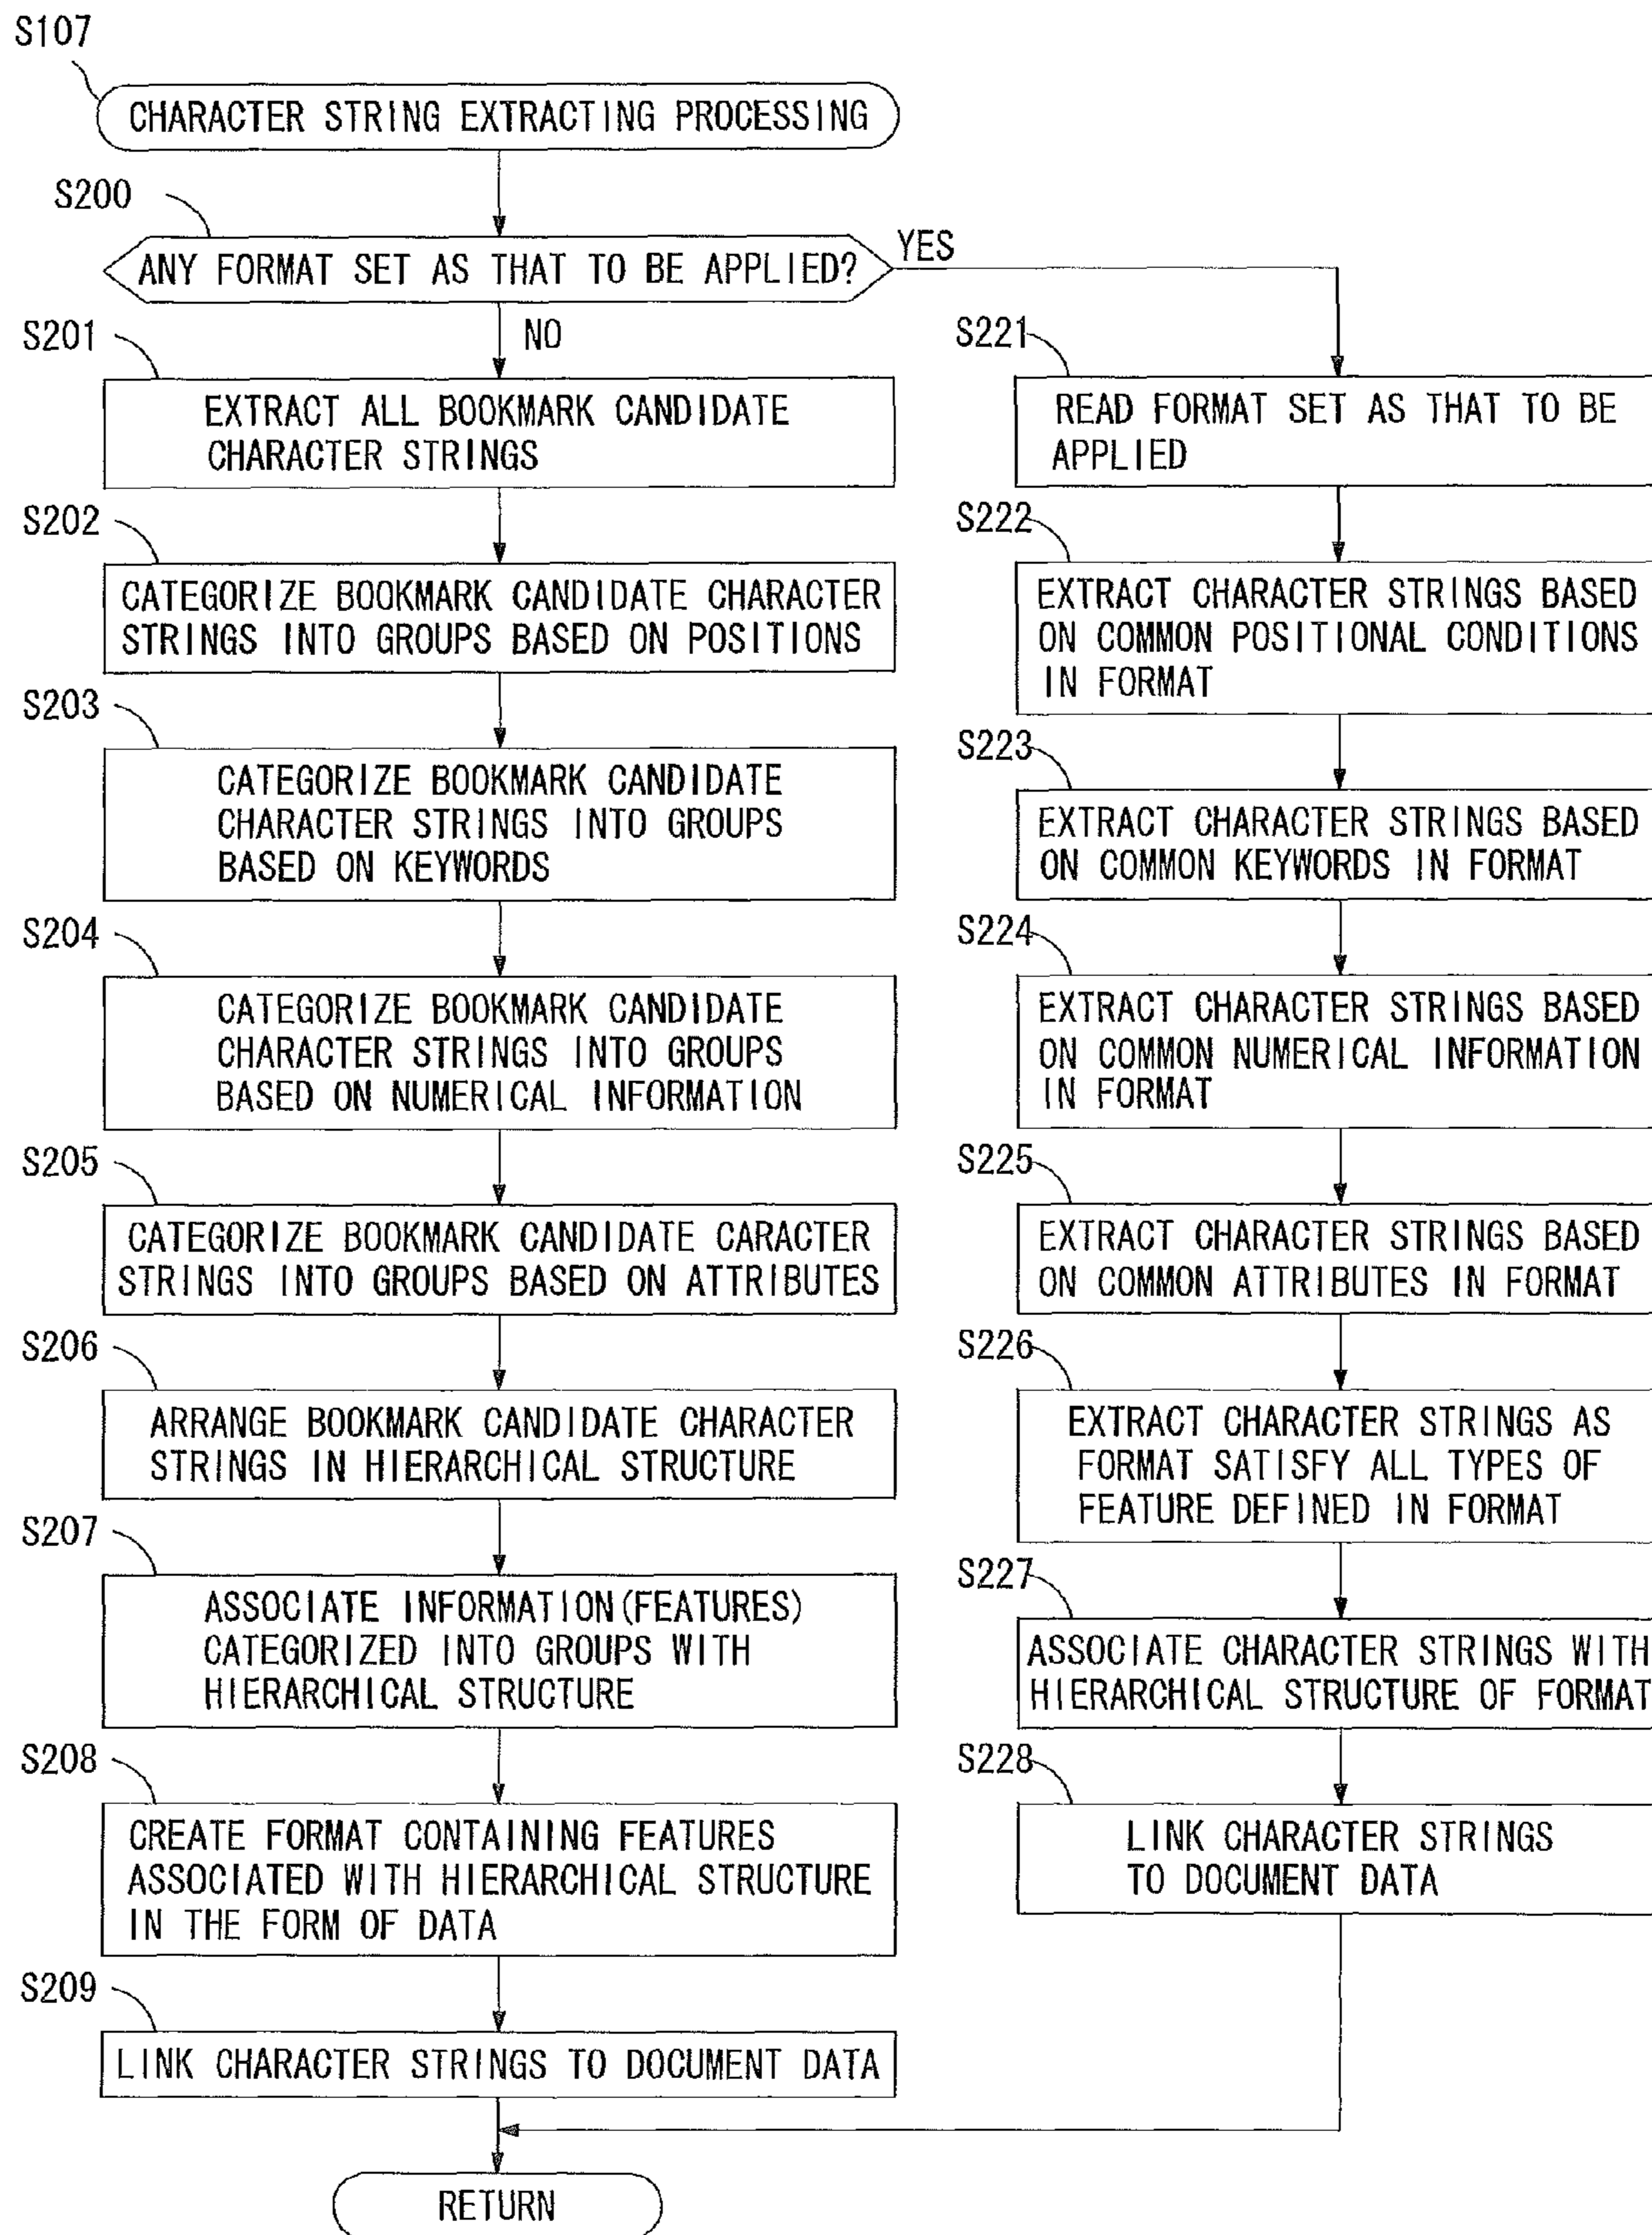 S107
CHARACTER STRING EXTRACTING PROCESSING
S200
ANY FORMAT SET AS THAT TO BE APPLIED?
YES
NO
S201
EXTRACT ALL BOOKMARK CANDIDATE
CHARACTER STRINGS
S202
CATEGORIZE BOOKMARK CANDIDATE CHARACTER
STRINGS INTO GROUPS BASED ON POSITIONS
S203
CATEGORIZE BOOKMARK CANDIDATE
CHARACTER STRINGS INTO GROUPS
BASED ON KEYWORDS
S204
CATEGORIZE BOOKMARK CANDIDATE
CHARACTER STRINGS INTO GROUPS
BASED ON NUMERICAL INFORMATION
S205
CATEGORIZE BOOKMARK CANDIDATE CARACTER
STRINGS INTO GROUPS BASED ON ATTRIBUTES
S206
ARRANGE BOOKMARK CANDIDATE CHARACTER
STRINGS IN HIERARCHICAL STRUCTURE
S207
ASSOCIATE INFORMATION(FEATURES)
CATEGORIZED INTO GROUPS WITH
HIERARCHICAL STRUCTURE
S208
CREATE FORMAT CONTAINING FEATURES
ASSOCIATED WITH HIERARCHICAL STRUCTURE
IN THE FORM OF DATA
S209
LINK CHARACTER STRINGS TO DOCUMENT DATA
S221
READ FORMAT SET AS THAT TO BE
APPLIED
S222
EXTRACT CHARACTER STRINGS BASED
ON COMMON POSITIONAL CONDITIONS
IN FORMAT
S223
EXTRACT CHARACTER STRINGS BASED
ON COMMON KEYWORDS IN FORMAT
S224
EXTRACT CHARACTER STRINGS BASED
ON COMMON NUMERICAL INFORMATION
IN FORMAT
S225
EXTRACT CHARACTER STRINGS BASED
ON COMMON ATTRIBUTES IN FORMAT
S226
EXTRACT CHARACTER STRINGS AS
FORMAT SATISFY ALL TYPES OF
FEATURE DEFINED IN FORMAT
S227
ASSOCIATE CHARACTER STRINGS WITH
HIERARCHICAL STRUCTURE OF FORMAT
S228
LINK CHARACTER STRINGS
TO DOCUMENT DATA
RETURN